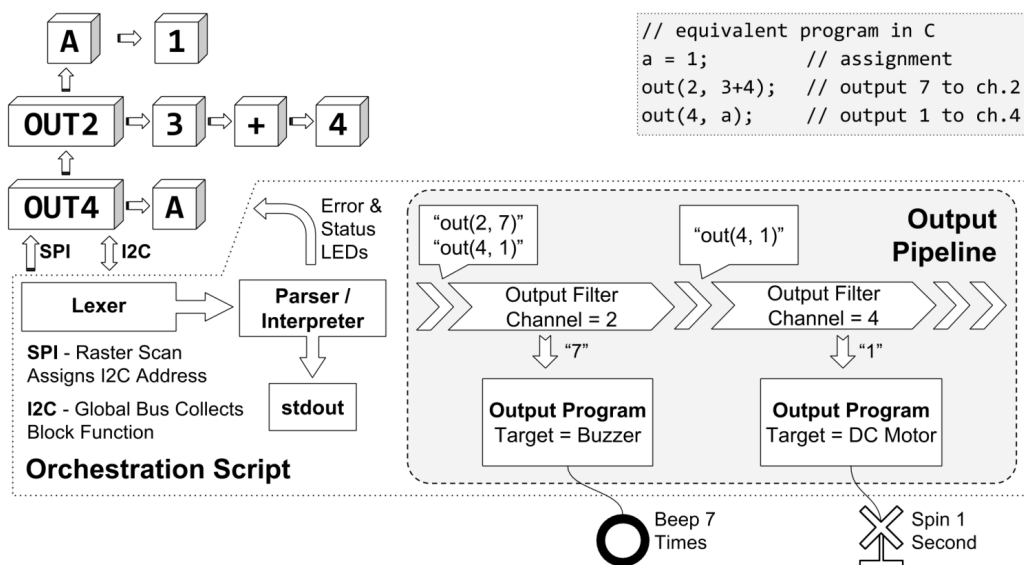 A 1
// equivalent program in C
a = 1; // assignment
out(2, 3+4); // output 7 to ch.2
out(4, a); // output 1 to ch.4
OUT2 3 + 4
OUT4 A
SPI I2C
Error &
Status
LEDs
Lexer
Parser /
Interpreter
stdout
SPI - Raster Scan
Assigns I2C Address
I2C - Global Bus Collects
Block Function
Orchestration Script
Output
Pipeline
“out(2, 7)”
“out(4, 1)”
“out(4, 1)”
Output Filter
Channel = 2
Output Filter
Channel = 4
“7”
“1”
Output Program
Target = Buzzer
Output Program
Target = DC Motor
Beep 7
Times
Spin 1
Second